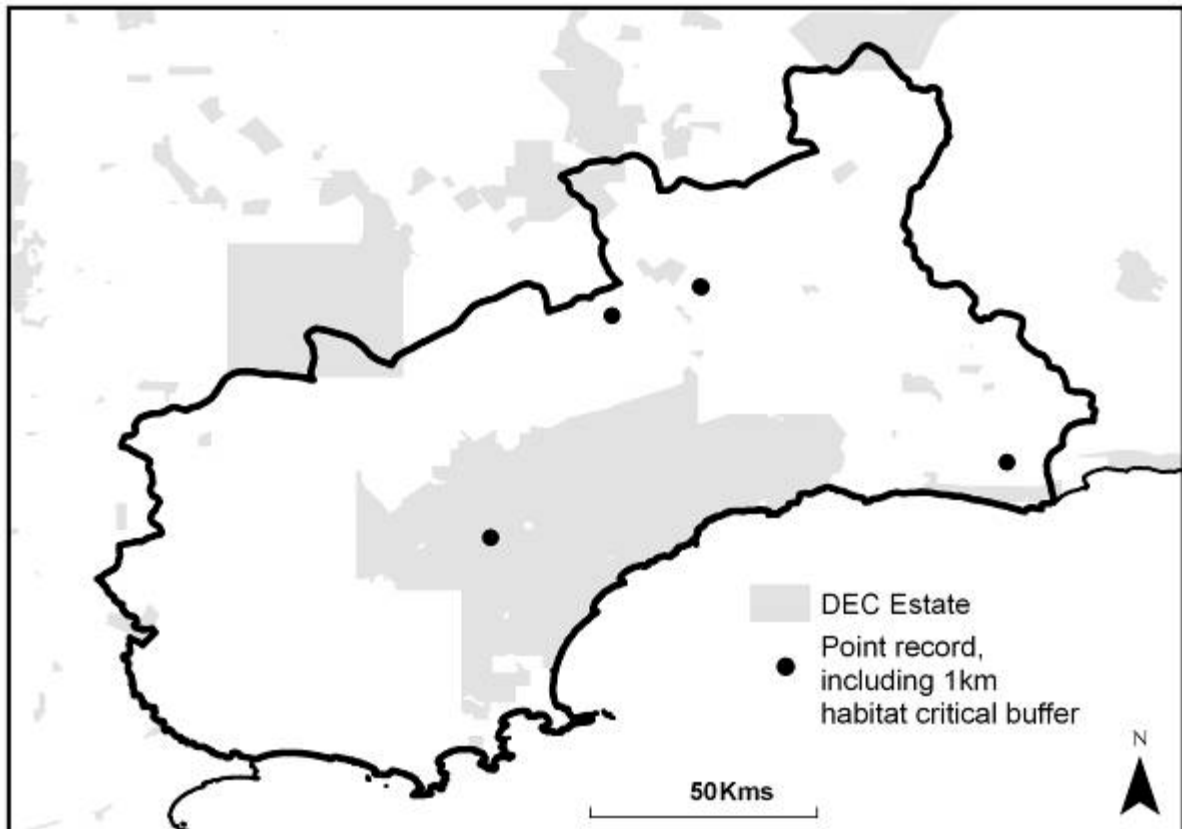 DEC Estate
Point record,
including 1km
habitat critical buffer
50Kms
N